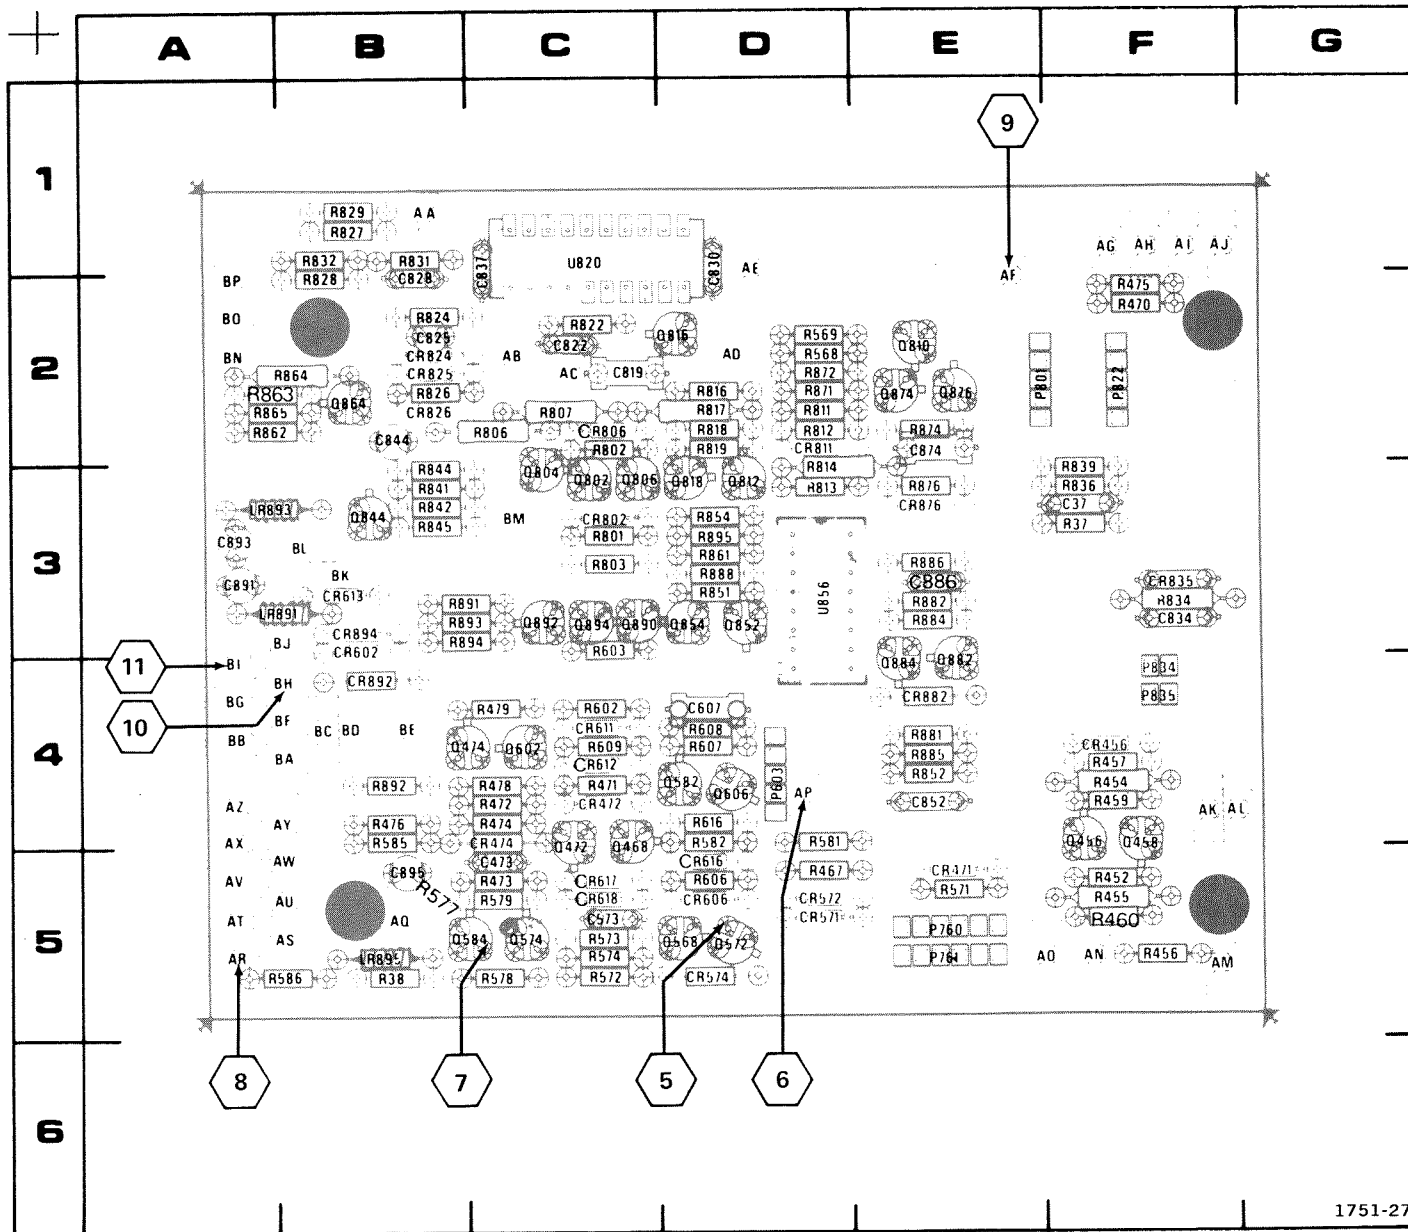 A B C D E F G
9
1
R829 AA
R827
AG AH AI AJ
R832 R831 C837 U820 C830 AE
BP R828 C828 AF R475
R470
BO R824 R822 Q816 R569 Q810
C825 C822
2
BN CR824 AB AD R568
R864 CR825 AC C819 R872 P801 P822
R863 Q864 R826 R816 R871 Q874 Q876
R865 CR826 R807 R817 R811
R862 R806 CR806 R818 R812 R874
C844 R802 R819 CR811 C874
R844 Q804 Q802 Q806 Q818 Q812 R814 R839
R841 R813 R876 R836
LR893 R842 CR876 C37
Q844 R845 BM CR802 R854 R37
C893 R801 R895
3
BL R861
R803 R886
C891 BK R888 C886 CR835
CR613 R851 U856
LR891 R891 R882 R834
R893 Q892 Q894 Q890 Q854 Q852 R884 C834
BJ CR894 R894
CR602 R603
11 BI Q884 Q882 P834
BH CR892
CR882 P835
BG
10 R479 R602 C607
BF BC BD BE CR611 R608 R881
BB Q474 Q602 R609 R607 CR456
4
BA CR612 R885 R457
R892 R478 R471 Q582 Q606 P603 AP R852 R454
AZ R472 CR472 C852 R459 AK AL
AY R476 R474 R616
AX R585 CR474 Q472 Q468 R582 R581 Q456 Q458
AW C473 CR616
C895 R467 CR471 R452
AV R577 R473 CR617 R606 R571
AU R579 CR618 CR606 CR572 R455
AT AQ C573 CR571 R460
5
AS Q584 Q574 R573 Q568 Q572 P760
AR LR895 R574 P761 AO AN R456 AM
R586 R38 R578 R572 CR574
8 7 5 6
6
1751-27